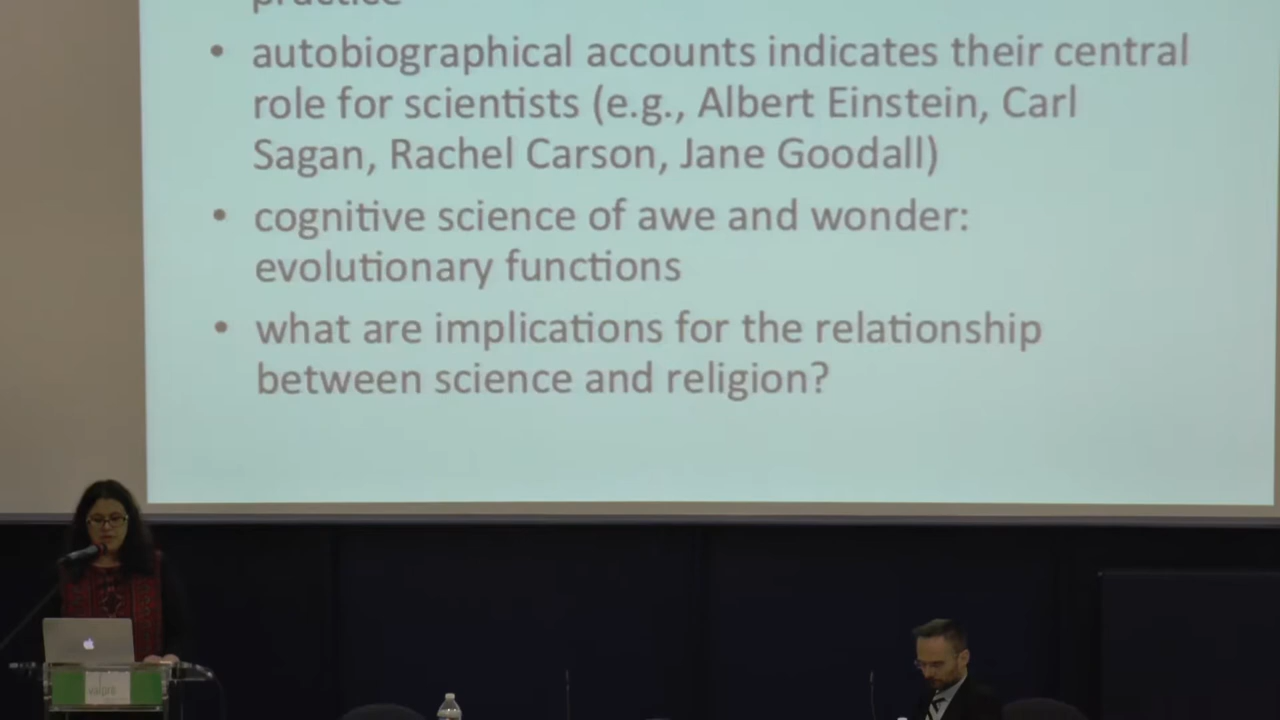 practice
• autobiographical accounts indicates their central
role for scientists (e.g., Albert Einstein, Carl
Sagan, Rachel Carson, Jane Goodall)
• cognitive science of awe and wonder:
evolutionary functions
• what are implications for the relationship
between science and religion?